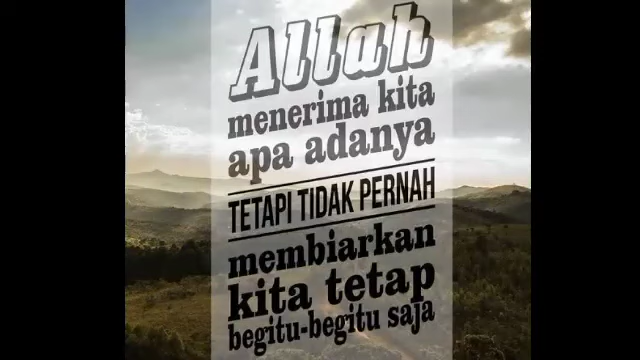 Allah
menerima kita
apa adanya
TETAPI TIDAK PERNAH
membiarkan
kita tetap
begitu-begitu saja